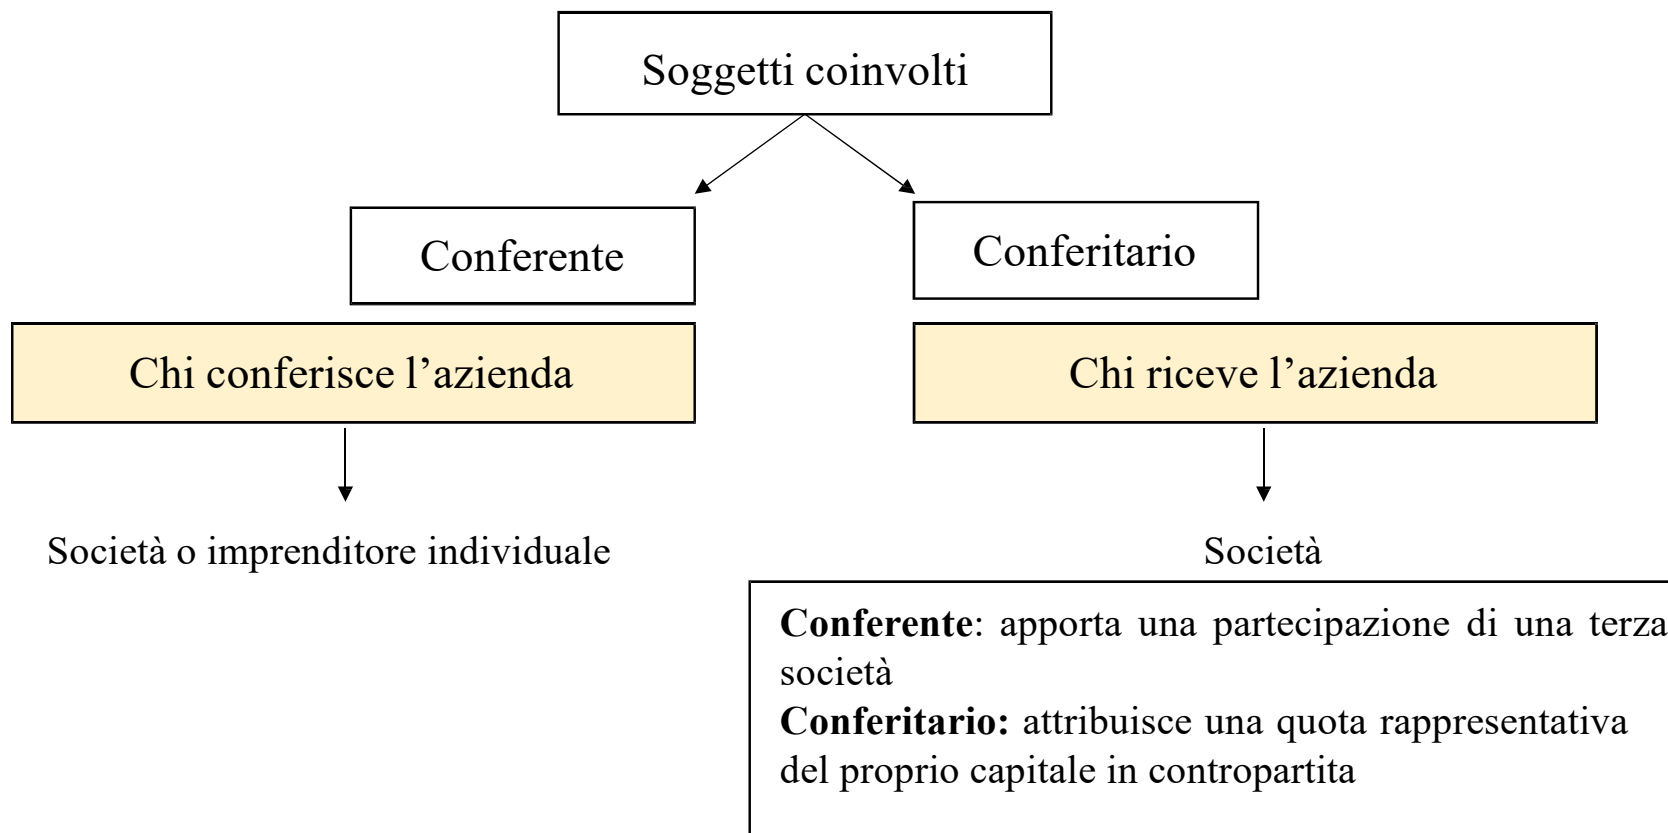 Soggetti coinvolti
Conferente
Conferitario
Chi conferisce l’azienda
Chi riceve l’azienda
Società o imprenditore individuale
Società
Conferente: apporta una partecipazione di una terza
società
Conferitario: attribuisce una quota rappresentativa
del proprio capitale in contropartita